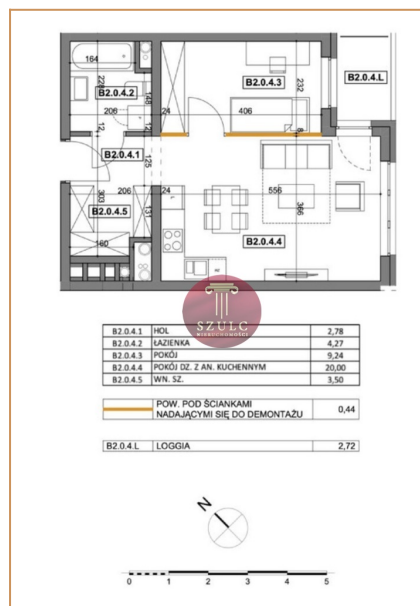 164
B2.0.4.2
206
12
148
12
24
B2.0.4.3
406
232
8
B2.0.4.L
B2.0.4.1
125
303
206
B2.0.4.5
131
160
24
556
366
B2.0.4.4
SZULC
NIERUCHOMOŚCI
B2.0.4.1 HOL 2,78
B2.0.4.2 ŁAZIENKA 4,27
B2.0.4.3 POKÓJ 9,24
B2.0.4.4 POKÓJ DZ. Z AN. KUCHENNYM 20,00
B2.0.4.5 WN. SZ. 3,50
POW. POD ŚCIANKAMI
NADAJĄCYMI SIĘ DO DEMONTAŻU 0,44
B2.0.4.L LOGGIA 2,72
N
0 1 2 3 4 5